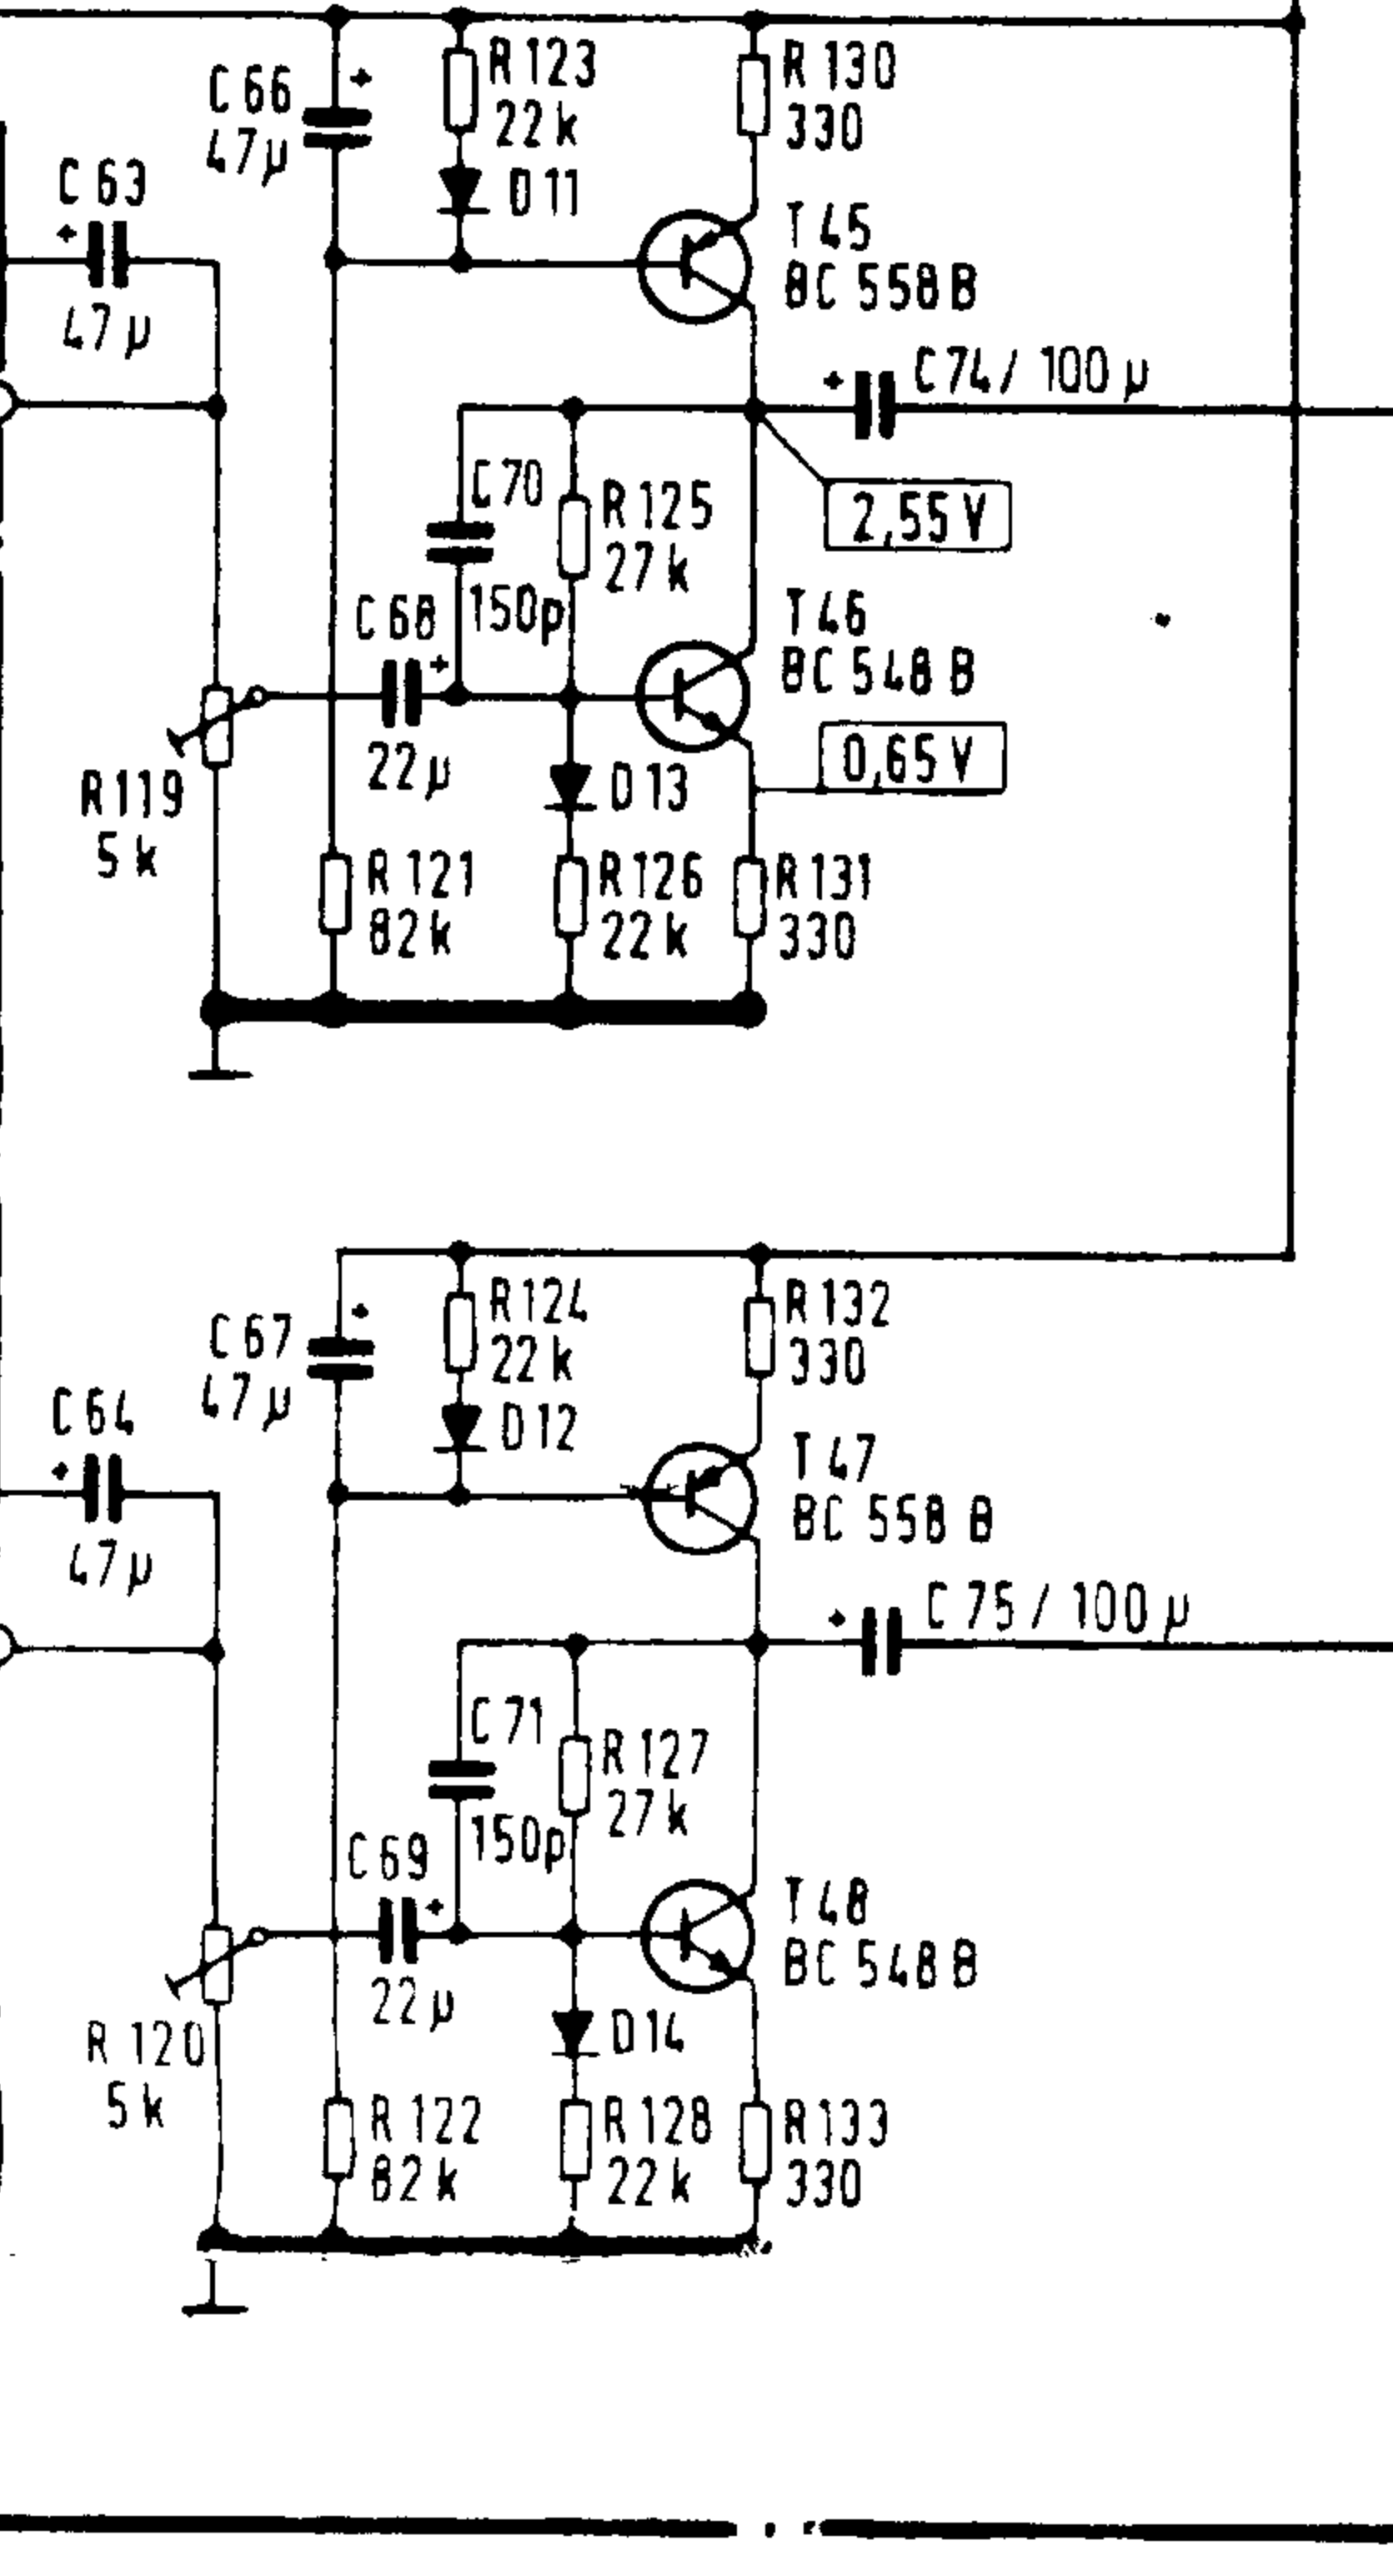 R 123
22 k
R 130
330
C 66
47 µ
C 63
+
47 µ
+
D 11
T 45
BC 558 B
+
C 74 / 100 µ
C 70
150p
R 125
27 k
2,55 V
C 68
+
22 µ
T 46
BC 548 B
0,65 V
D 13
R 119
5 k
R 121
82 k
R 126
22 k
R 131
330
R 124
22 k
R 132
330
C 67
47 µ
+
C 64
+
47 µ
D 12
T 47
BC 558 B
+
C 75 / 100 µ
C 71
150p
R 127
27 k
C 69
+
22 µ
T 48
BC 548 B
D 14
R 120
5 k
R 122
82 k
R 128
22 k
R 133
330